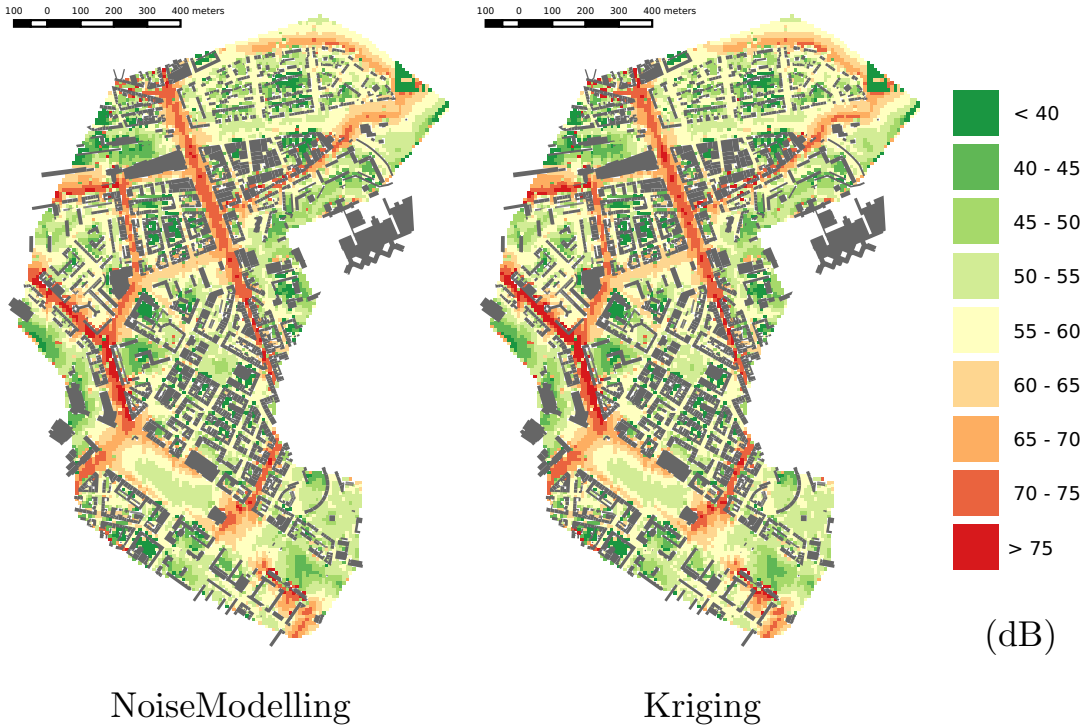 100 0 100 200 300 400 meters
100 0 100 200 300 400 meters
< 40
40 - 45
45 - 50
50 - 55
55 - 60
60 - 65
65 - 70
70 - 75
> 75
(dB)
NoiseModelling
Kriging